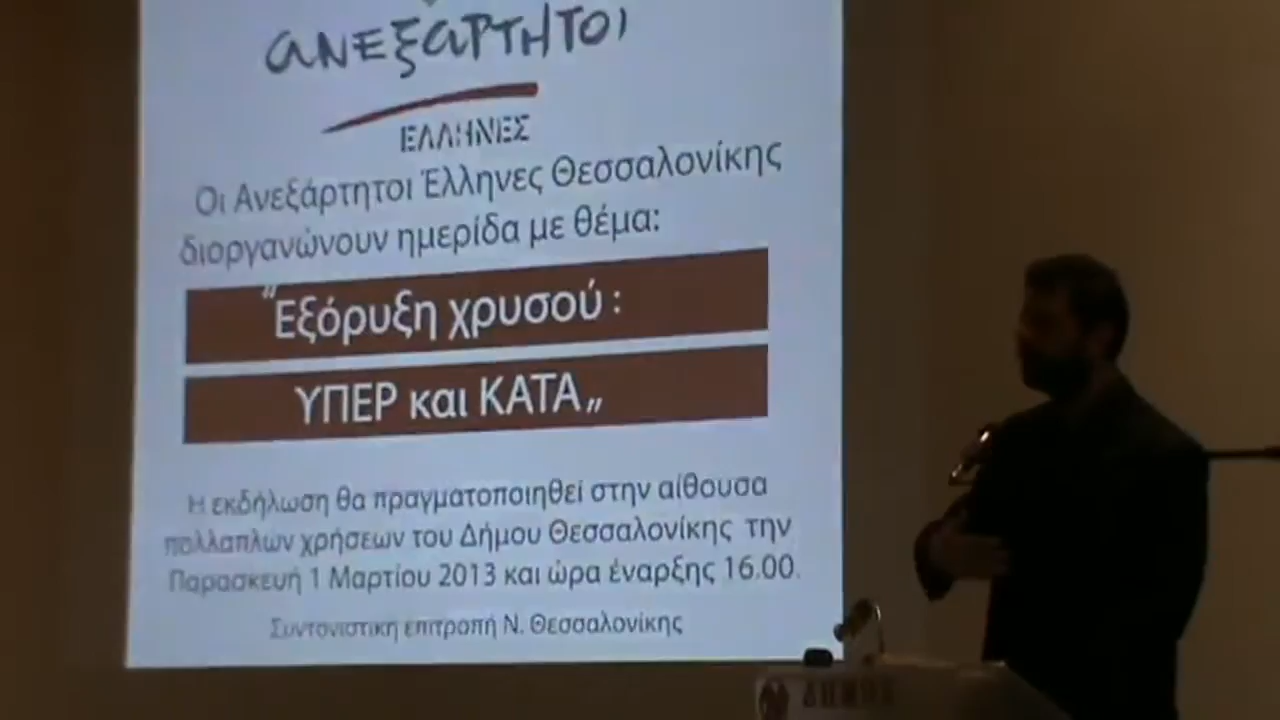 ανεξαρτητοι
ΕΛΛΗΝΕΣ
Οι Ανεξάρτητοι Έλληνες Θεσσαλονίκης
διοργανώνουν ημερίδα με θέμα:
"Εξόρυξη χρυσού :
ΥΠΕΡ και ΚΑΤΑ„
Η εκδήλωση θα πραγματοποιηθεί στην αίθουσα
πολλαπλων χρήσεων του Δήμου Θεσσαλονίκης την
Παρασκευή 1 Μαρτίου 2013 και ώρα έναρξης 16.00.
Συντονιστική επιτροπή Ν. Θεσσαλονίκης
ΔΗΜΟΣ